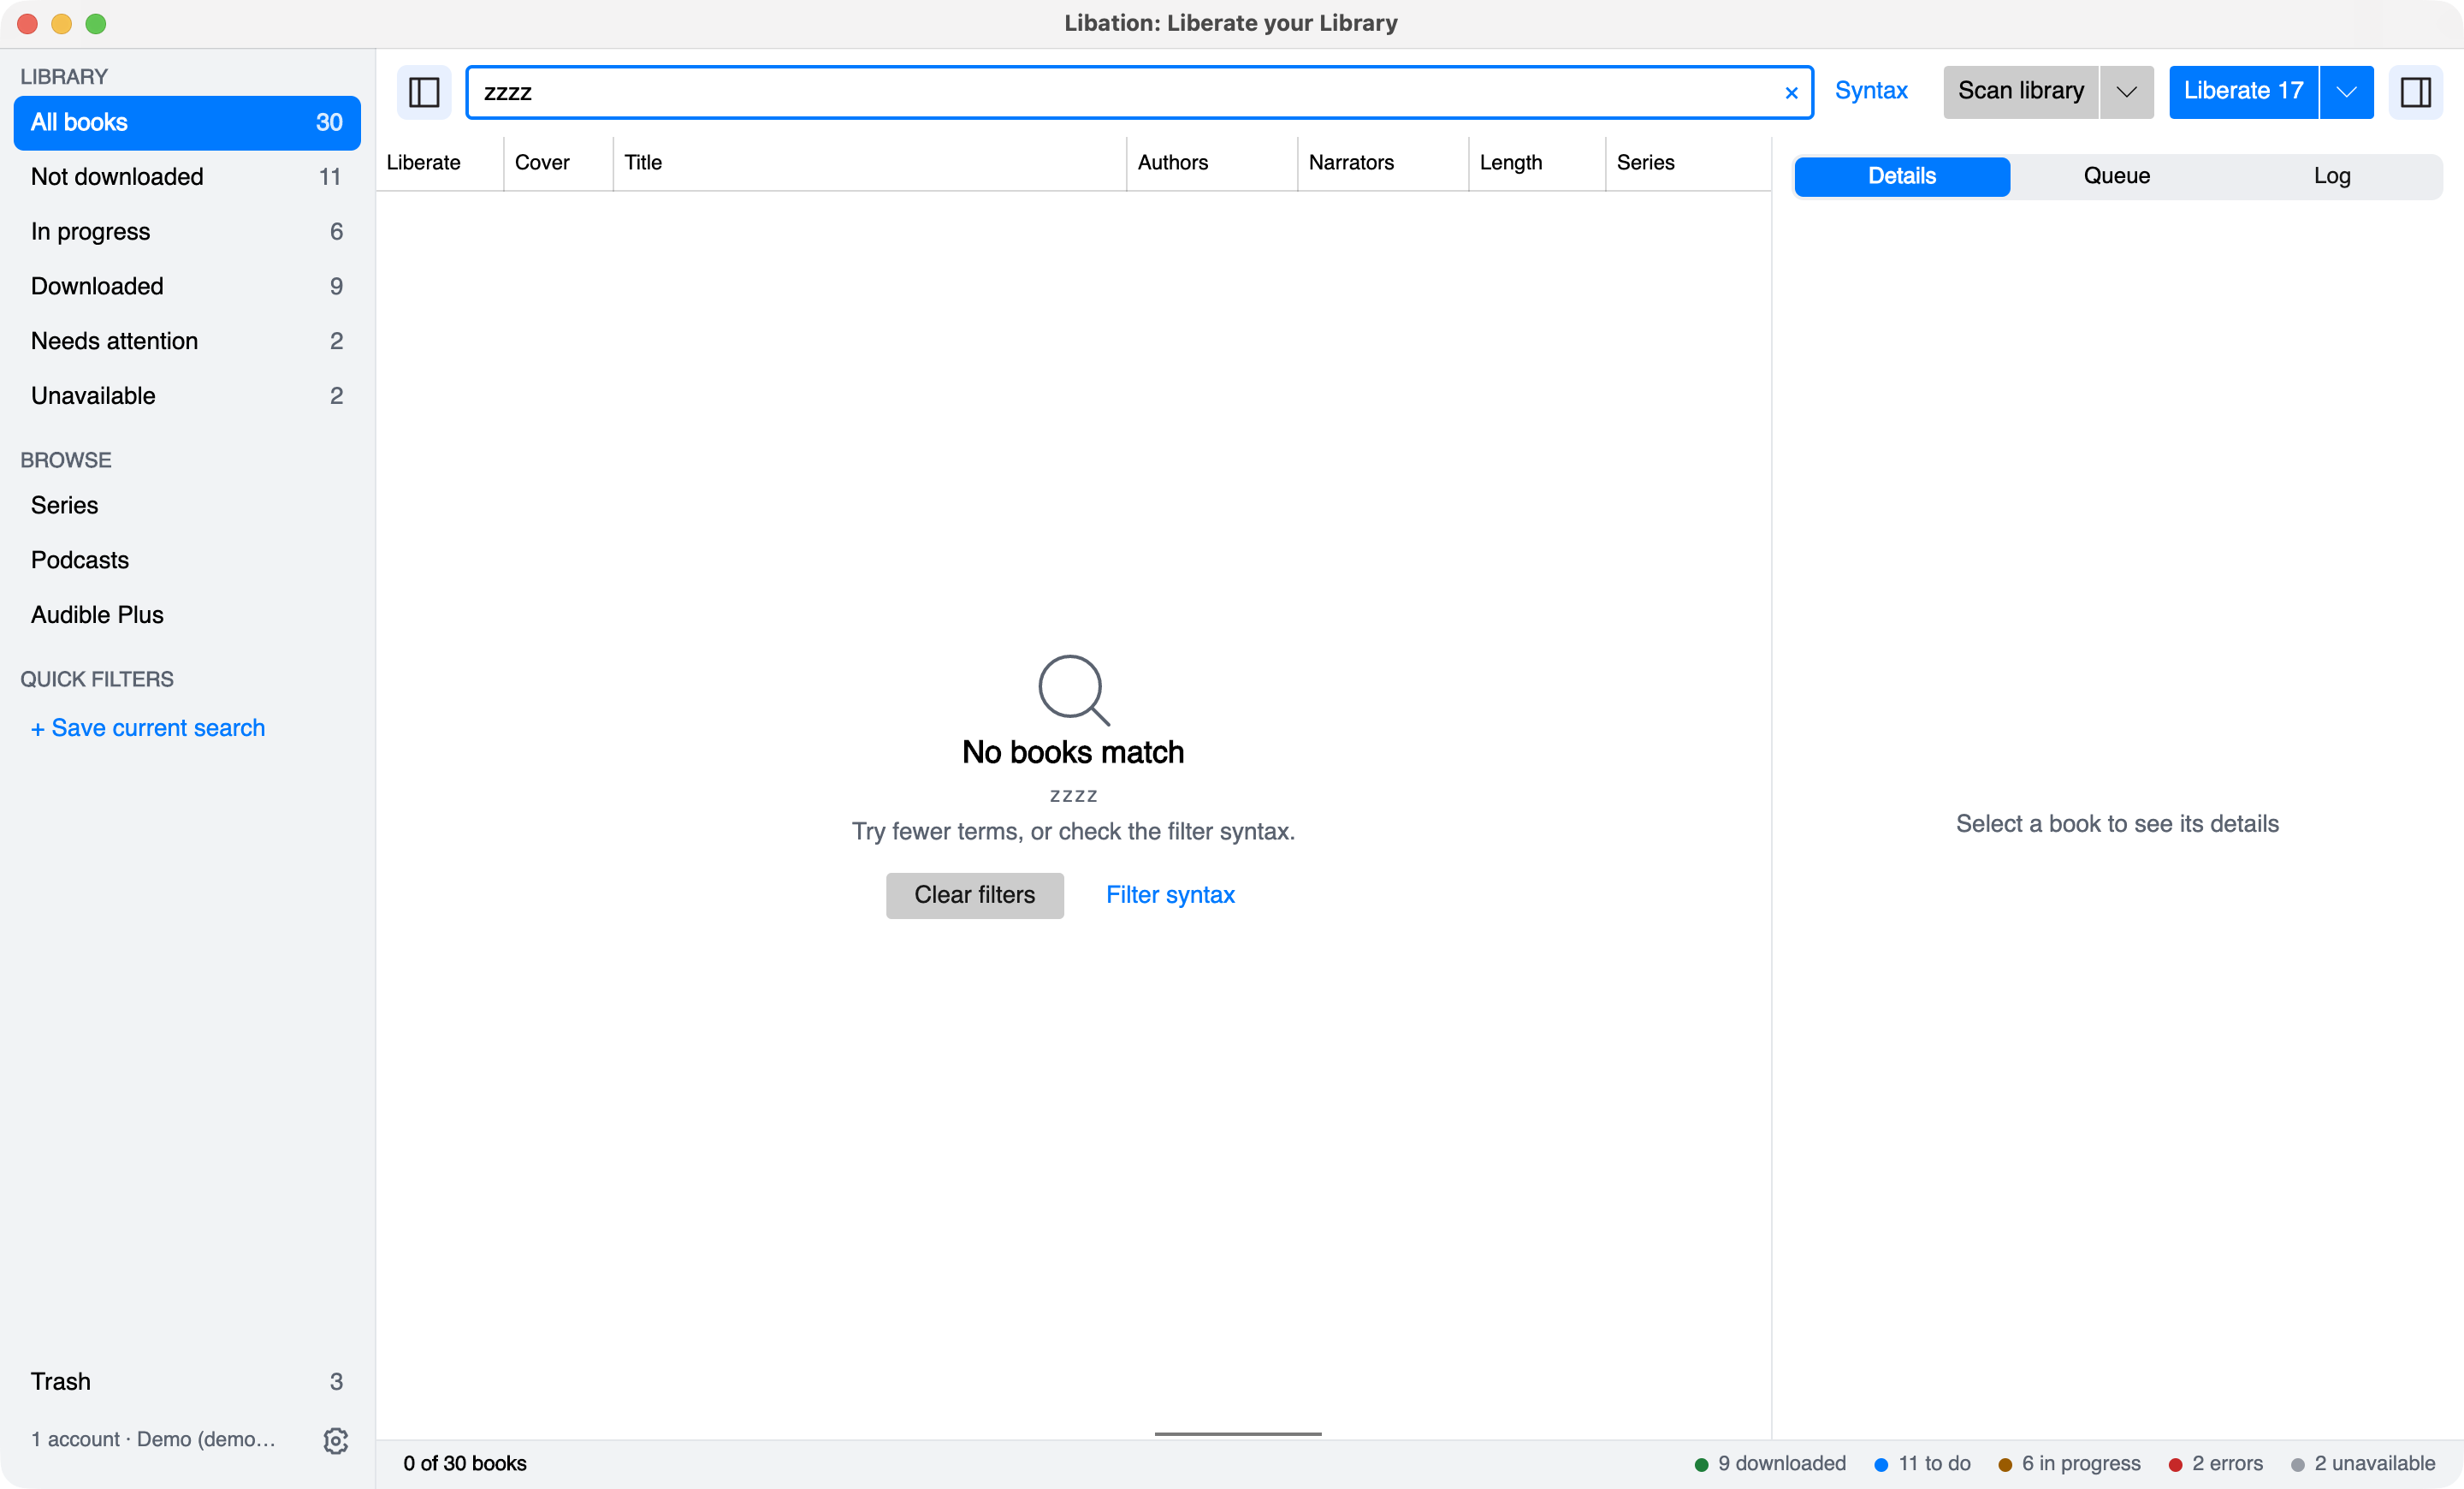 Libation: Liberate your Library
LIBRARY
All books 30
Not downloaded 11
In progress 6
Downloaded 9
Needs attention 2
Unavailable 2
BROWSE
Series
Podcasts
Audible Plus
QUICK FILTERS
+ Save current search
Trash 3
1 account · Demo (demo…
zzzz ×
Syntax
Scan library
Liberate 17
Liberate Cover Title Authors Narrators Length Series
No books match
zzzz
Try fewer terms, or check the filter syntax.
Clear filters Filter syntax
Details Queue Log
Select a book to see its details
0 of 30 books
9 downloaded 11 to do 6 in progress 2 errors 2 unavailable